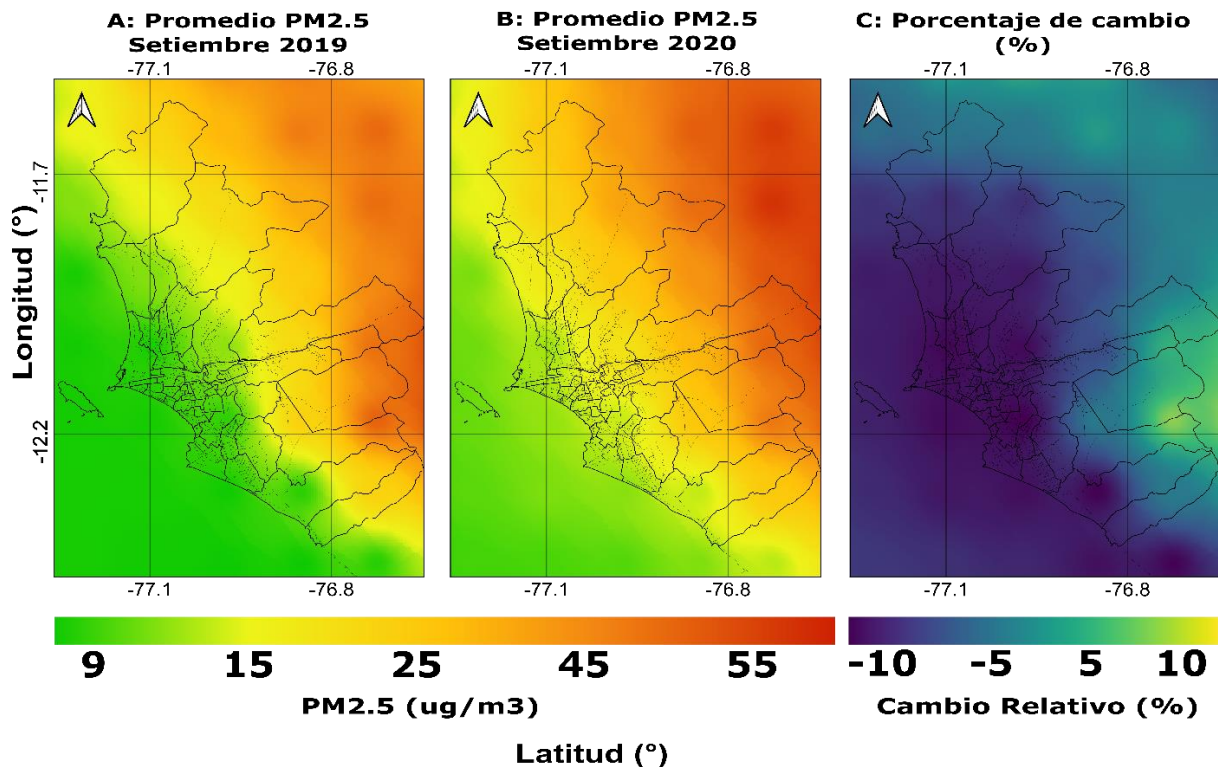 A: Promedio PM2.5
Setiembre 2019
B: Promedio PM2.5
Setiembre 2020
C: Porcentaje de cambio
(%)
-77.1 -76.8 -77.1 -76.8 -77.1 -76.8
-11.7
Longitud (°)
-12.2
-77.1 -76.8 -77.1 -76.8 -77.1 -76.8
9 15 25 45 55
-10 -5 5 10
PM2.5 (ug/m3)
Cambio Relativo (%)
Latitud (°)